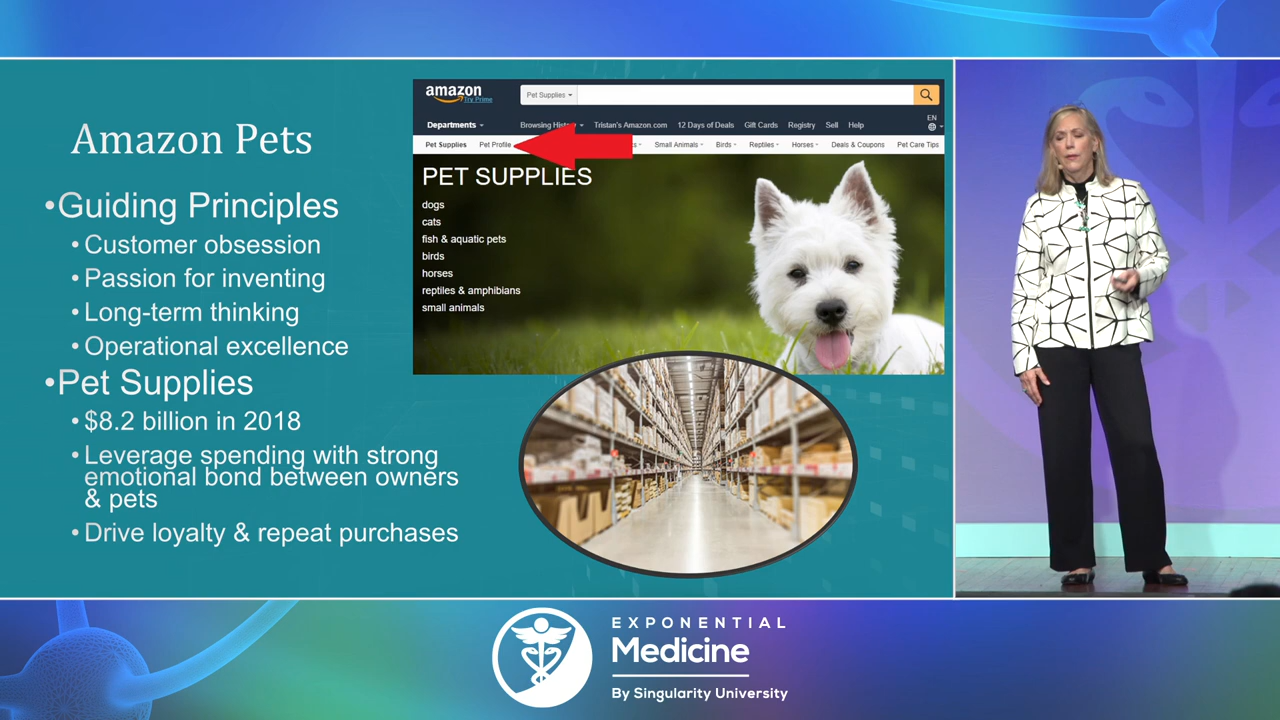 Amazon Pets
•Guiding Principles
•Customer obsession
•Passion for inventing
•Long-term thinking
•Operational excellence
•Pet Supplies
•$8.2 billion in 2018
•Leverage spending with strong
emotional bond between owners
& pets
•Drive loyalty & repeat purchases
amazon
Try Prime
Pet Supplies
Departments
Browsing
Tristan's Amazon.com
12 Days of Deals
Gift Cards
Registry
Sell
Help
EN
Pet Supplies
Pet Profile
Small Animals
Birds
Reptiles
Horses
Deals & Coupons
Pet Care Tips
PET SUPPLIES
dogs
cats
fish & aquatic pets
birds
horses
reptiles & amphibians
small animals
EXPONENTIAL
Medicine
By Singularity University